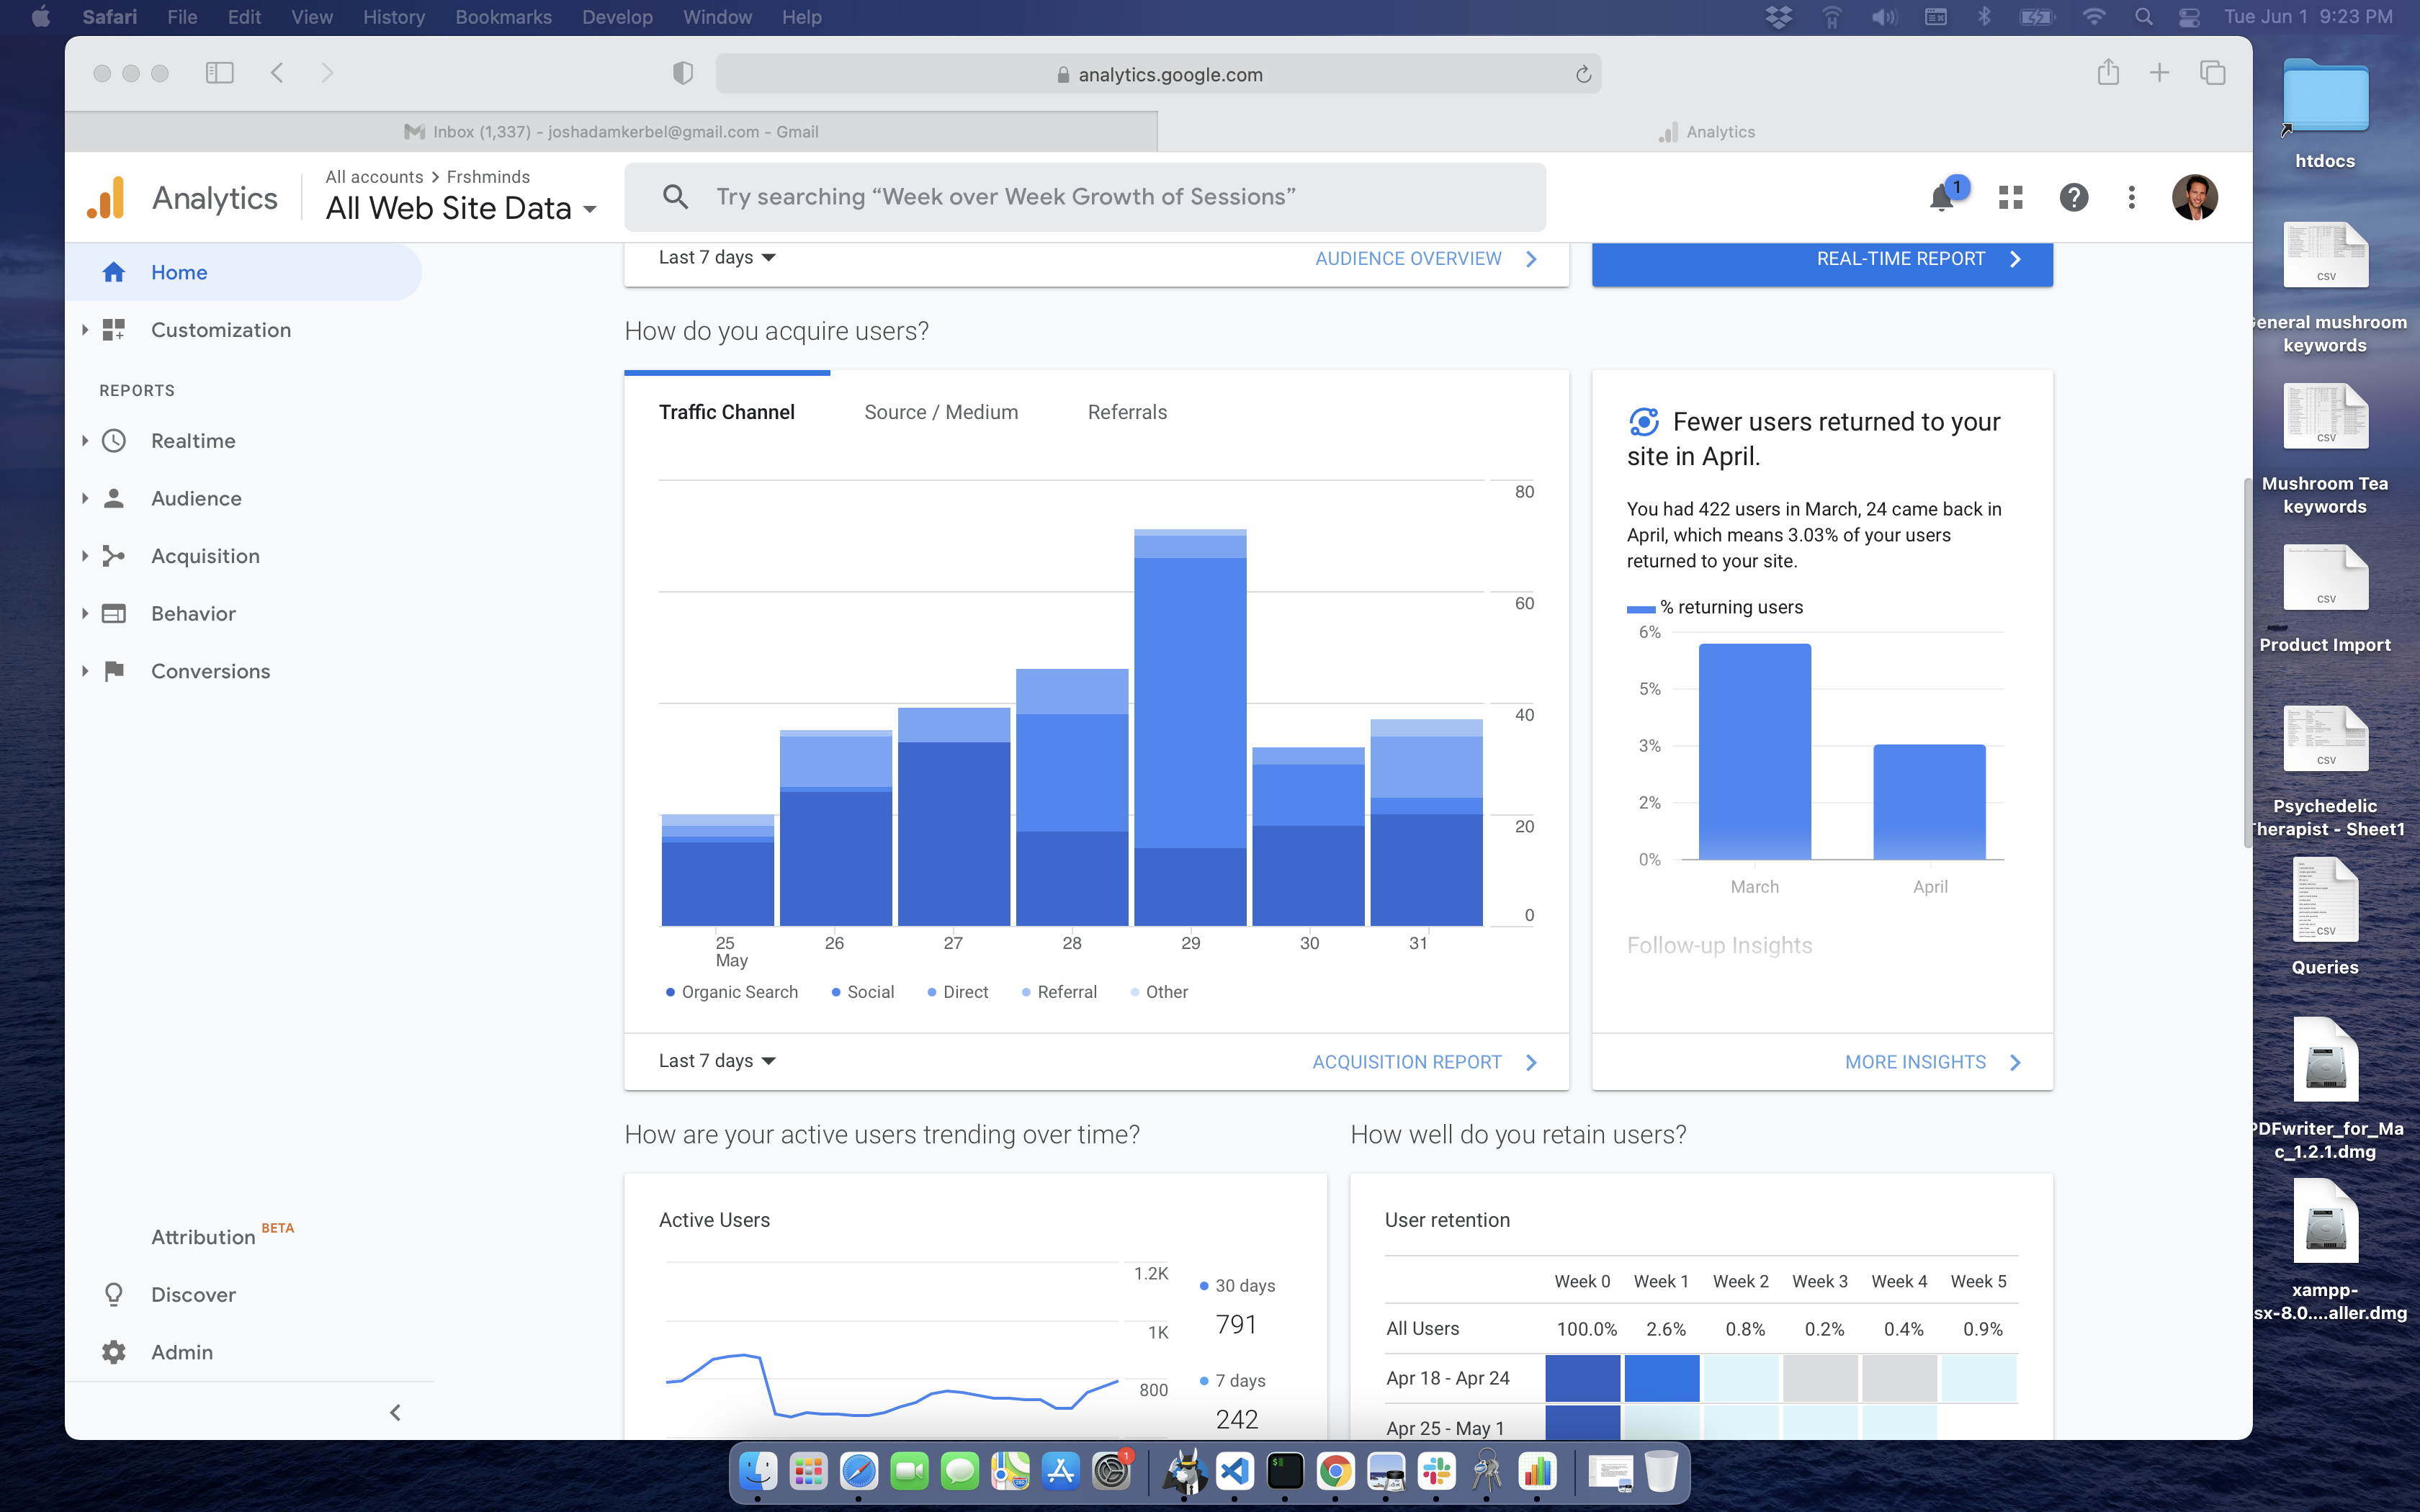 Safari File Edit View History Bookmarks Develop Window Help
Tue Jun 1 9:23 PM
analytics.google.com
Inbox (1,337) - joshadamkerbel@gmail.com - Gmail
Analytics
Analytics
All accounts > Frshminds
All Web Site Data
Try searching “Week over Week Growth of Sessions”
1
Home
Customization
REPORTS
Realtime
Audience
Acquisition
Behavior
Conversions
Attribution BETA
Discover
Admin
Last 7 days
AUDIENCE OVERVIEW
REAL-TIME REPORT
How do you acquire users?
Traffic Channel
Source / Medium
Referrals
80
60
40
20
0
25 26 27 28 29 30 31
May
Organic Search Social Direct Referral Other
Last 7 days
ACQUISITION REPORT
Fewer users returned to your
site in April.
You had 422 users in March, 24 came back in
April, which means 3.03% of your users
returned to your site.
% returning users
6%
5%
3%
2%
0%
March April
Follow-up Insights
MORE INSIGHTS
How are your active users trending over time?
Active Users
1.2K
1K
800
30 days
791
7 days
242
How well do you retain users?
User retention
Week 0 Week 1 Week 2 Week 3 Week 4 Week 5
All Users 100.0% 2.6% 0.8% 0.2% 0.4% 0.9%
Apr 18 - Apr 24
Apr 25 - May 1
htdocs
CSV
eneral mushroom
keywords
CSV
Mushroom Tea
keywords
CSV
Product Import
CSV
Psychedelic
herapist - Sheet1
CSV
Queries
PDFwriter_for_Ma
c_1.2.1.dmg
xampp-
sx-8.0....aller.dmg
1